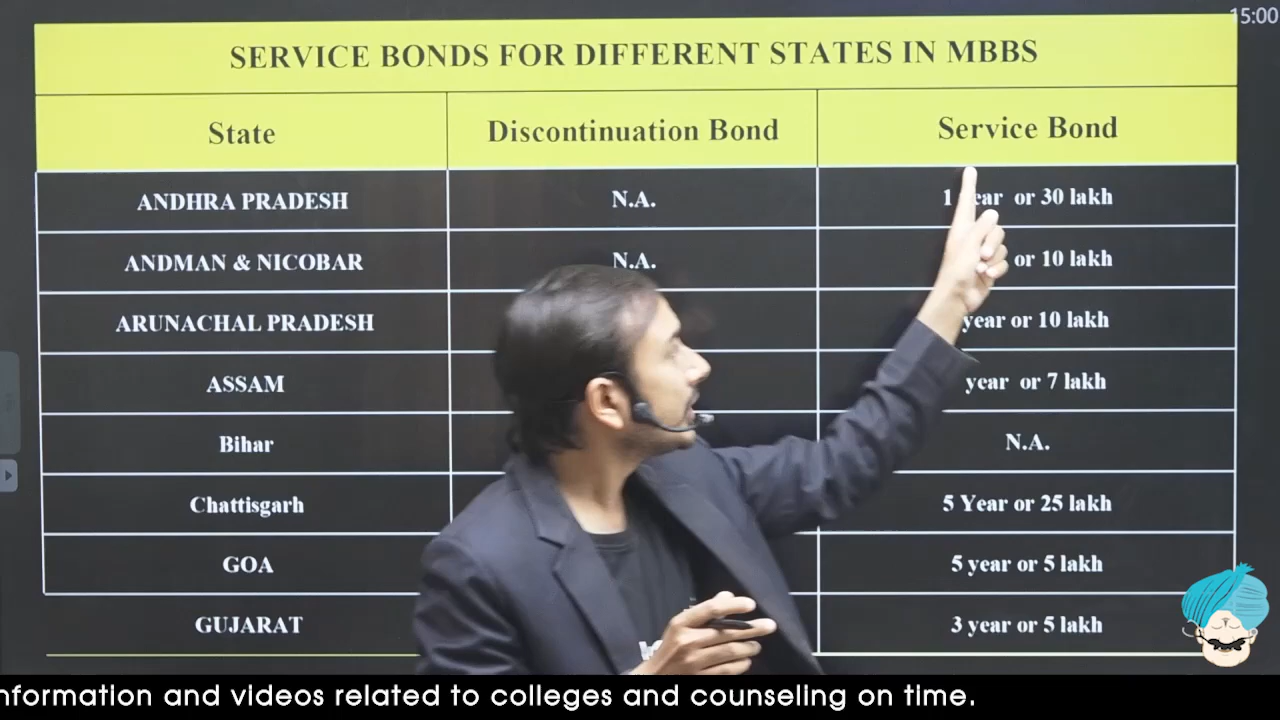 15:00
SERVICE BONDS FOR DIFFERENT STATES IN MBBS
State Discontinuation Bond Service Bond
ANDHRA PRADESH N.A. 1 year or 30 lakh
ANDMAN & NICOBAR N.A. or 10 lakh
ARUNACHAL PRADESH year or 10 lakh
ASSAM year or 7 lakh
Bihar N.A.
Chattisgarh 5 Year or 25 lakh
GOA 5 year or 5 lakh
GUJARAT 3 year or 5 lakh
nformation and videos related to colleges and counseling on time.